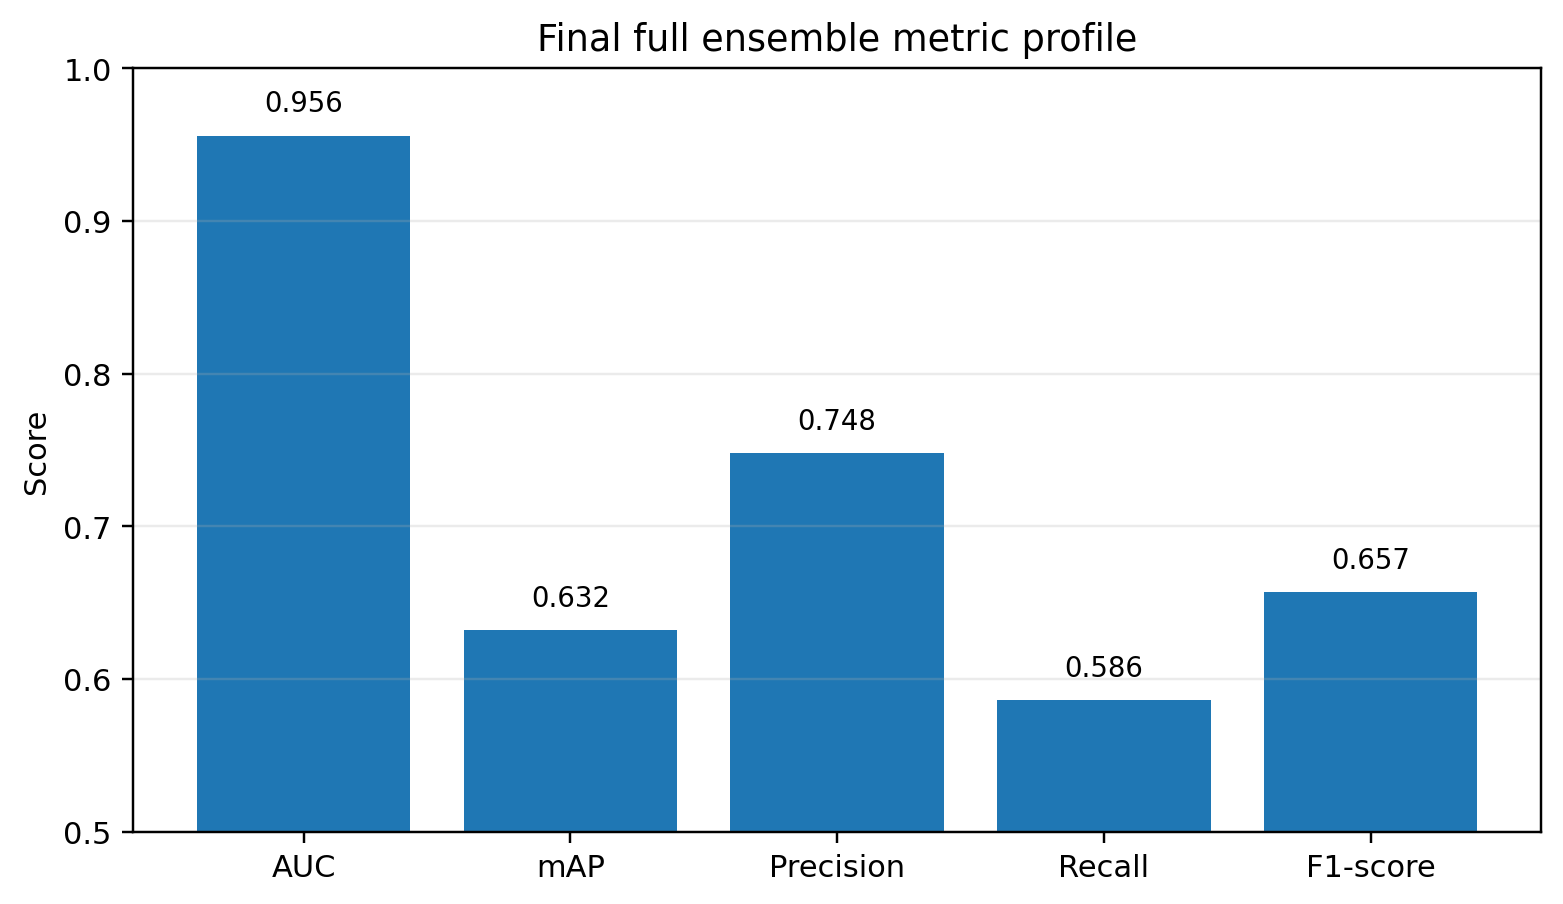 Final full ensemble metric profile
1.0
0.9
0.8
0.7
0.6
0.5
Score
0.956
0.632
0.748
0.586
0.657
AUC
mAP
Precision
Recall
F1-score